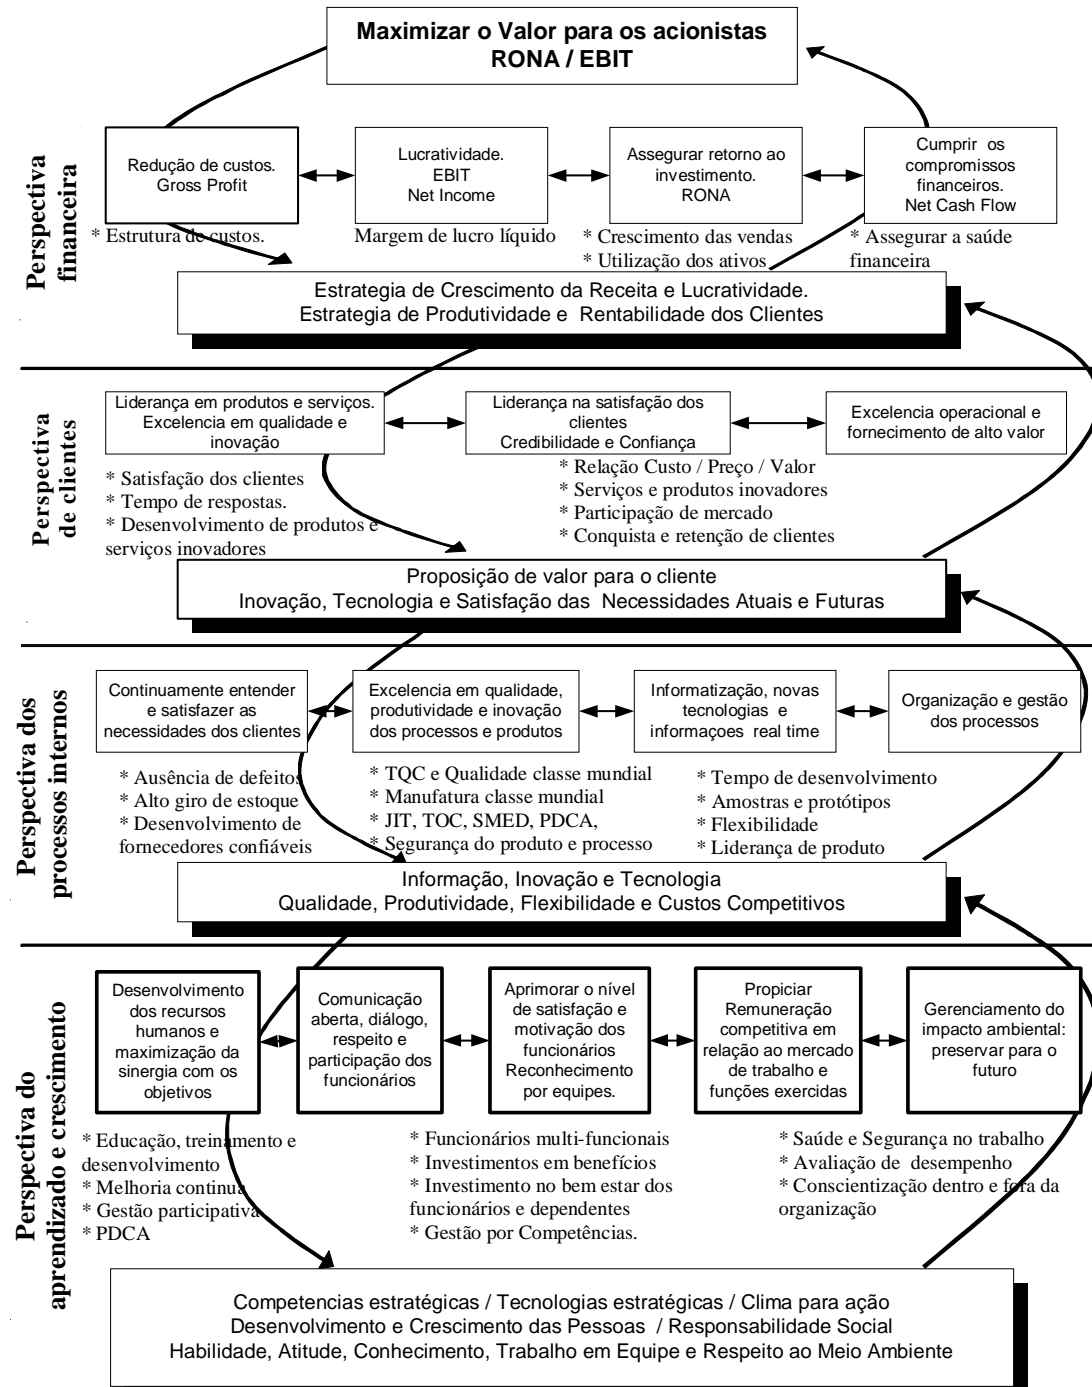 Maximizar o Valor para os acionistas
RONA / EBIT
Perspectiva
financeira
Redução de custos.
Gross Profit
Lucratividade.
EBIT
Net Income
Assegurar retorno ao
investimento.
RONA
Cumprir os
compromissos
financeiros.
Net Cash Flow
* Estrutura de custos.
Margem de lucro líquido
* Crescimento das vendas
* Utilização dos ativos
* Assegurar a saúde
financeira
Estrategia de Crescimento da Receita e Lucratividade.
Estrategia de Produtividade e Rentabilidade dos Clientes
Perspectiva
de clientes
Liderança em produtos e serviços.
Excelencia em qualidade e
inovação
Liderança na satisfação dos
clientes
Credibilidade e Confiança
Excelencia operacional e
fornecimento de alto valor
* Satisfação dos clientes
* Tempo de respostas.
* Desenvolvimento de produtos e
serviços inovadores
* Relação Custo / Preço / Valor
* Serviços e produtos inovadores
* Participação de mercado
* Conquista e retenção de clientes
Proposição de valor para o cliente
Inovação, Tecnologia e Satisfação das Necessidades Atuais e Futuras
Perspectiva dos
processos internos
Continuamente entender
e satisfazer as
necessidades dos clientes
Excelencia em qualidade,
produtividade e inovação
dos processos e produtos
Informatização, novas
tecnologias e
informaçoes real time
Organização e gestão
dos processos
* Ausência de defeitos
* Alto giro de estoque
* Desenvolvimento de
fornecedores confiáveis
* TQC e Qualidade classe mundial
* Manufatura classe mundial
* JIT, TOC, SMED, PDCA,
* Segurança do produto e processo
* Tempo de desenvolvimento
* Amostras e protótipos
* Flexibilidade
* Liderança de produto
Informação, Inovação e Tecnologia
Qualidade, Produtividade, Flexibilidade e Custos Competitivos
Perspectiva do
aprendizado e crescimento
Desenvolvimento
dos recursos
humanos e
maximização da
sinergia com os
objetivos
Comunicação
aberta, diálogo,
respeito e
participação dos
funcionários
Aprimorar o nível
de satisfação e
motivação dos
funcionários
Reconhecimento
por equipes.
Propiciar
Remuneração
competitiva em
relação ao mercado
de trabalho e
funções exercidas
Gerenciamento do
impacto ambiental:
preservar para o
futuro
* Educação, treinamento e
desenvolvimento
* Melhoria continua
* Gestão participativa
* PDCA
* Funcionários multi-funcionais
* Investimentos em benefícios
* Investimento no bem estar dos
funcionários e dependentes
* Gestão por Competências.
* Saúde e Segurança no trabalho
* Avaliação de desempenho
* Conscientização dentro e fora da
organização
Competencias estratégicas / Tecnologias estratégicas / Clima para ação
Desenvolvimento e Crescimento das Pessoas / Responsabilidade Social
Habilidade, Atitude, Conhecimento, Trabalho em Equipe e Respeito ao Meio Ambiente